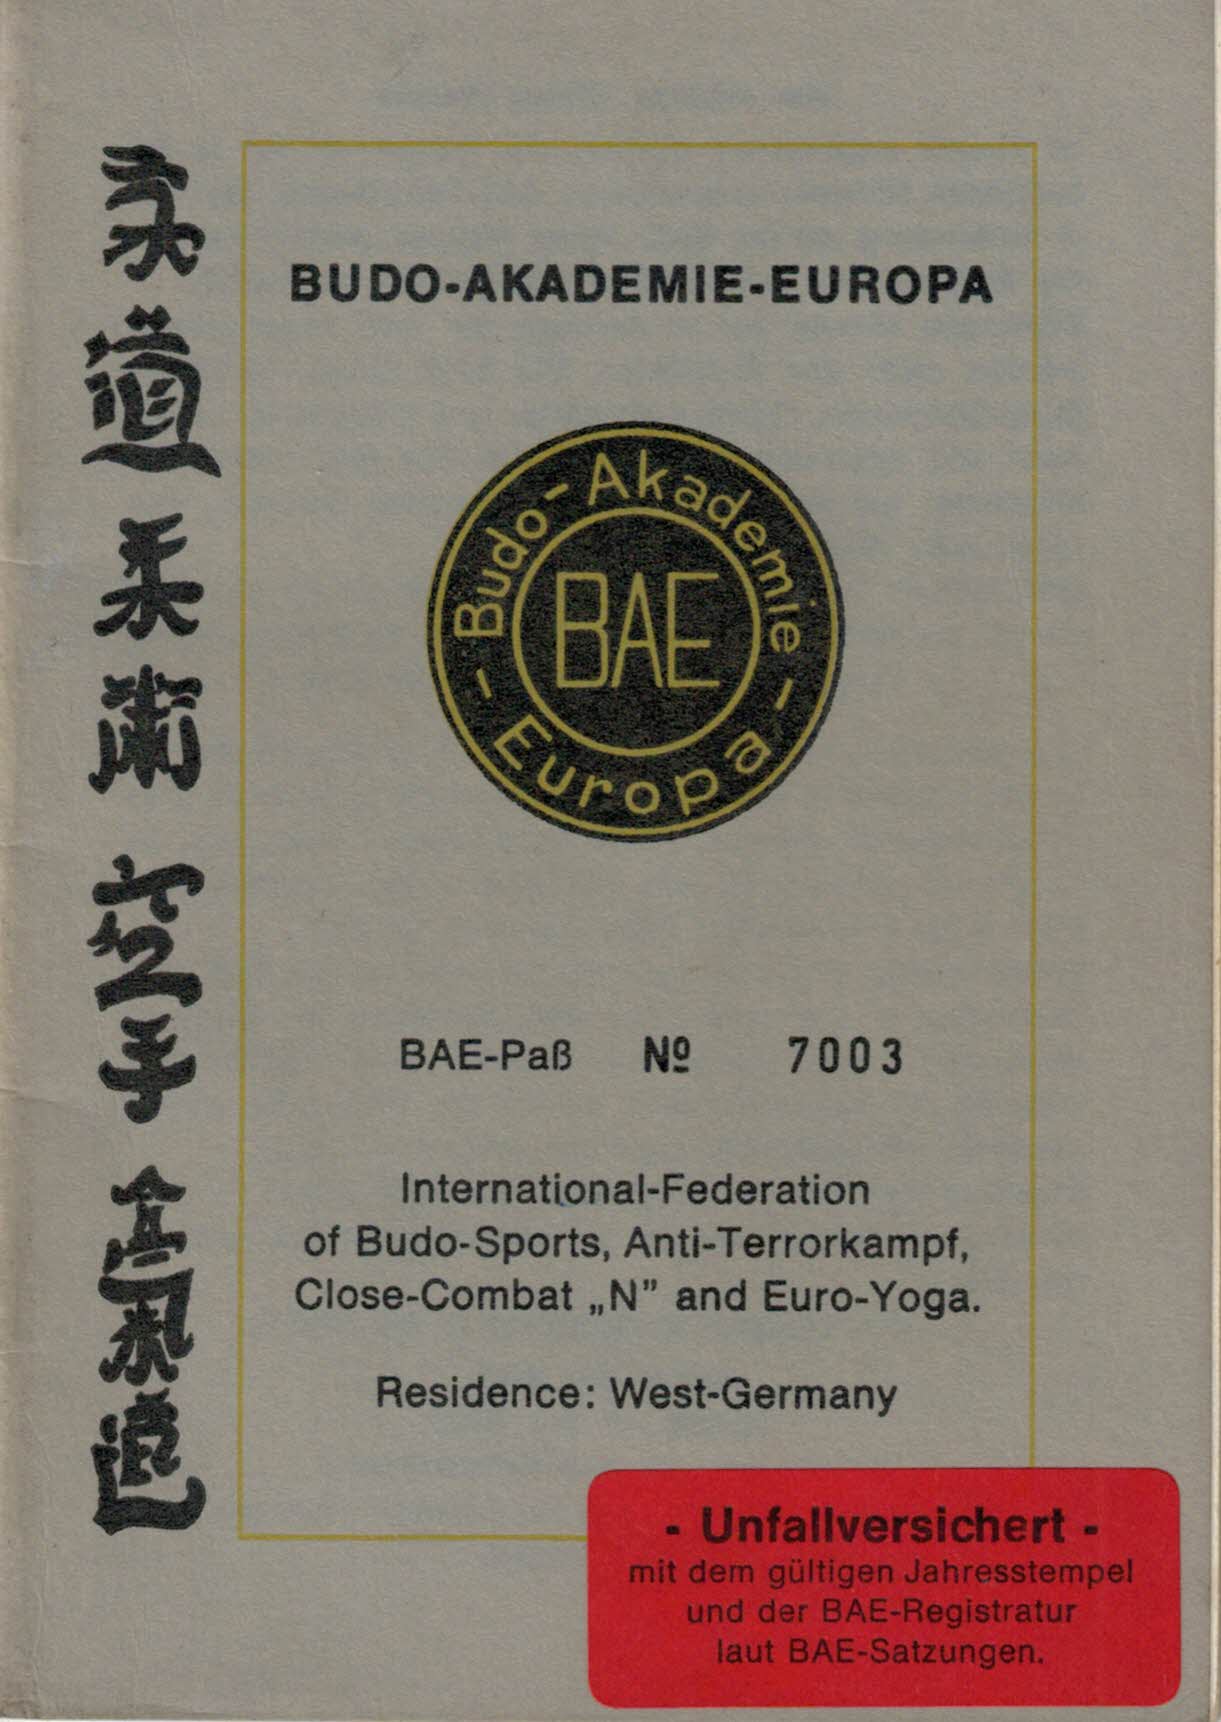 柔道
柔術
空手
合氣道
BUDO-AKADEMIE-EUROPA
- Budo - Akademie - Europa
BAE
BAE-Paß Nº 7003
International-Federation
of Budo-Sports, Anti-Terrorkampf,
Close-Combat „N” and Euro-Yoga.
Residence: West-Germany
- Unfallversichert -
mit dem gültigen Jahresstempel
und der BAE-Registratur
laut BAE-Satzungen.